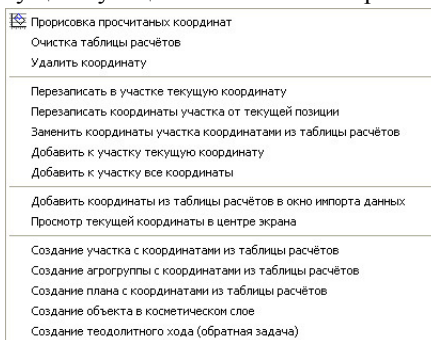 Прорисовка просчитаных координат
Очистка таблицы расчётов
Удалить координату
Перезаписать в участке текущую координату
Перезаписать координаты участка от текущей позиции
Заменить координаты участка координатами из таблицы расчётов
Добавить к участку текущую координату
Добавить к участку все координаты
Добавить координаты из таблицы расчётов в окно импорта данных
Просмотр текущей координаты в центре экрана
Создание участка с координатами из таблицы расчётов
Создание агрогруппы с координатами из таблицы расчётов
Создание плана с координатами из таблицы расчётов
Создание объекта в косметическом слое
Создание теодолитного хода (обратная задача)